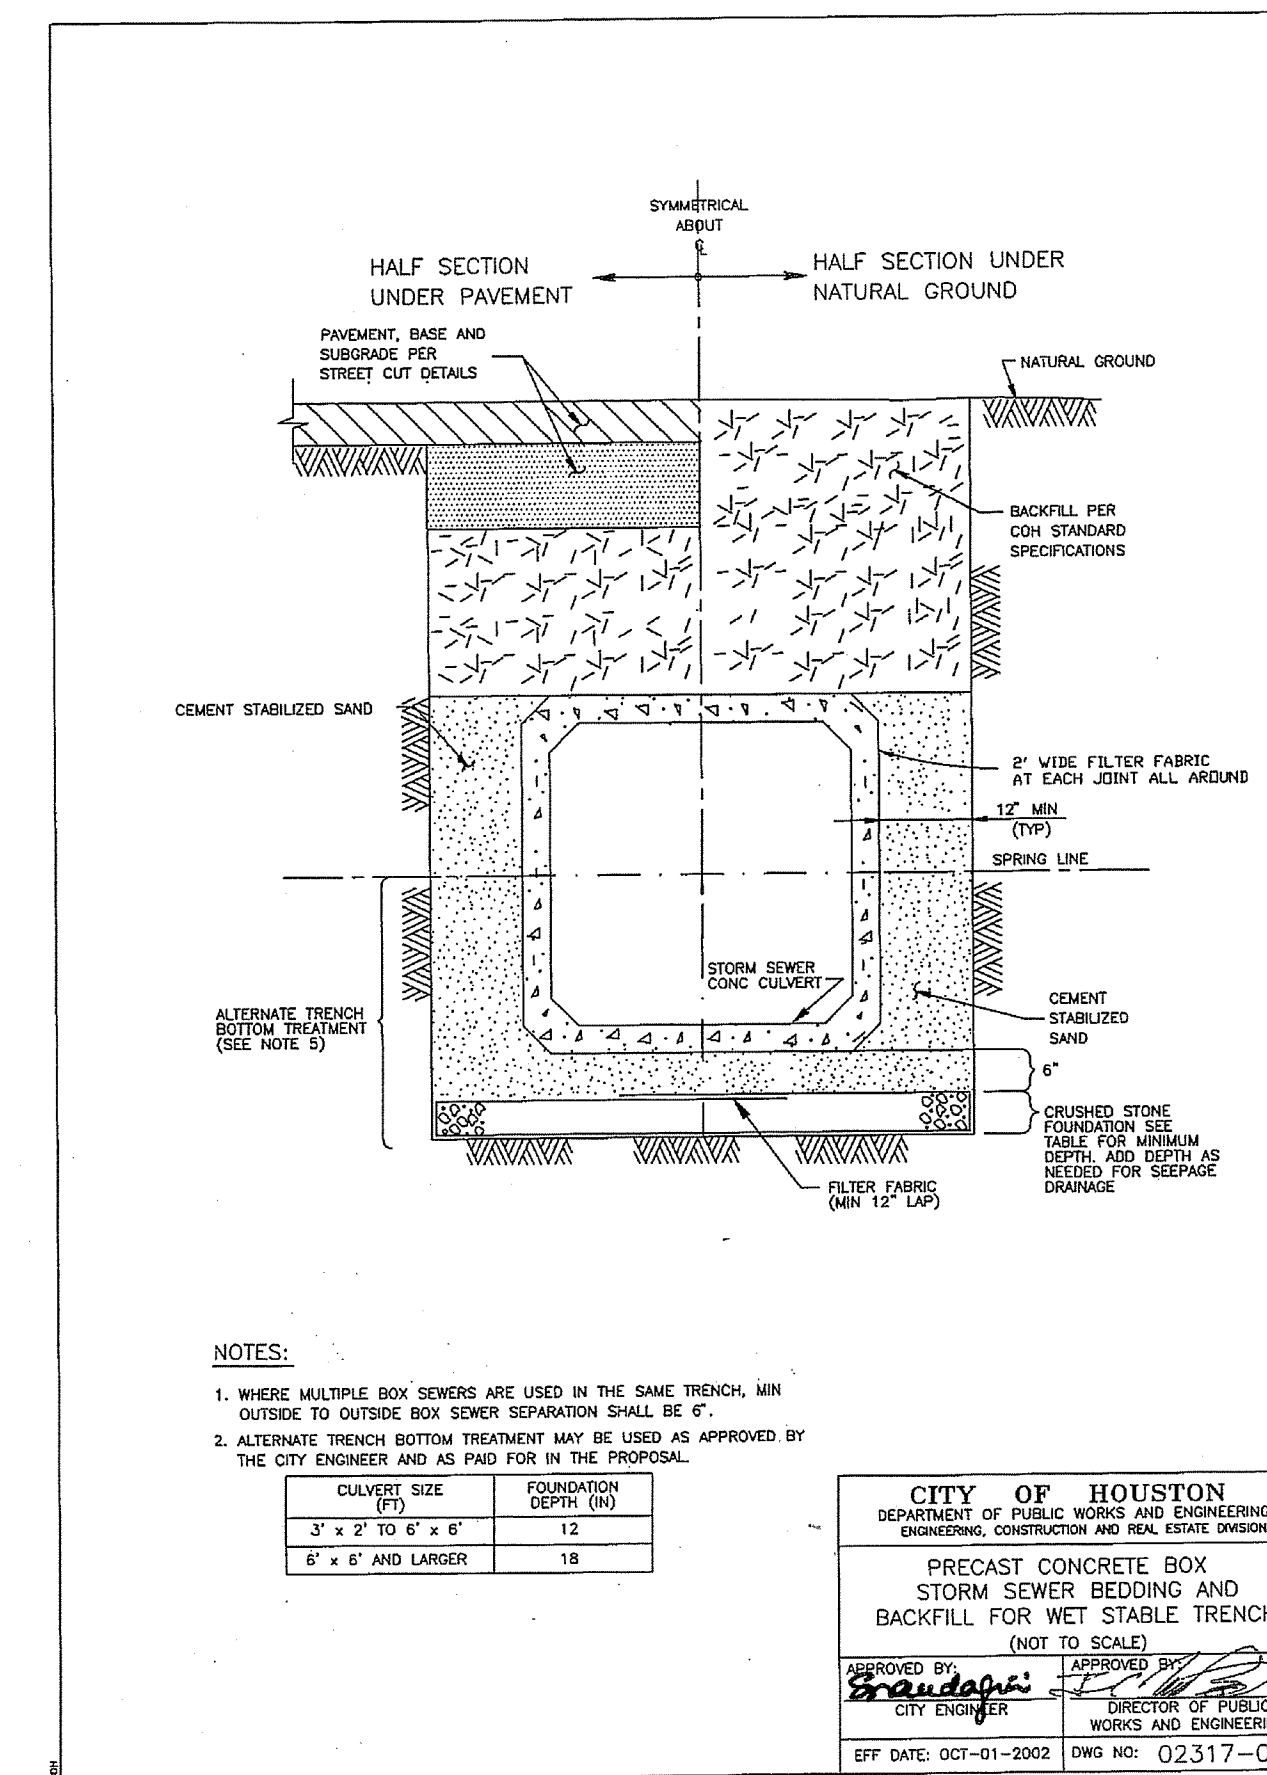 SYMMETRICAL
ABOUT
℄
HALF SECTION
UNDER PAVEMENT
HALF SECTION UNDER
NATURAL GROUND
PAVEMENT, BASE AND
SUBGRADE PER
STREET CUT DETAILS
NATURAL GROUND
BACKFILL PER
COH STANDARD
SPECIFICATIONS
CEMENT STABILIZED SAND
2' WIDE FILTER FABRIC
AT EACH JOINT ALL AROUND
12" MIN
(TYP)
SPRING LINE
STORM SEWER
CONC CULVERT
CEMENT
STABILIZED
SAND
ALTERNATE TRENCH
BOTTOM TREATMENT
(SEE NOTE 5)
6"
CRUSHED STONE
FOUNDATION SEE
TABLE FOR MINIMUM
DEPTH. ADD DEPTH AS
NEEDED FOR SEEPAGE
DRAINAGE
FILTER FABRIC
(MIN 12" LAP)
NOTES:
1. WHERE MULTIPLE BOX SEWERS ARE USED IN THE SAME TRENCH, MIN
OUTSIDE TO OUTSIDE BOX SEWER SEPARATION SHALL BE 6".
2. ALTERNATE TRENCH BOTTOM TREATMENT MAY BE USED AS APPROVED BY
THE CITY ENGINEER AND AS PAID FOR IN THE PROPOSAL
CULVERT SIZE
(FT)
FOUNDATION
DEPTH (IN)
3' x 2' TO 6' x 6'
12
6' x 6' AND LARGER
18
CITY OF HOUSTON
DEPARTMENT OF PUBLIC WORKS AND ENGINEERING
ENGINEERING, CONSTRUCTION AND REAL ESTATE DIVISION
PRECAST CONCRETE BOX
STORM SEWER BEDDING AND
BACKFILL FOR WET STABLE TRENCH
(NOT TO SCALE)
APPROVED BY:
CITY ENGINEER
APPROVED BY:
DIRECTOR OF PUBLIC
WORKS AND ENGINEERI
EFF DATE: OCT-01-2002
DWG NO: 02317-0